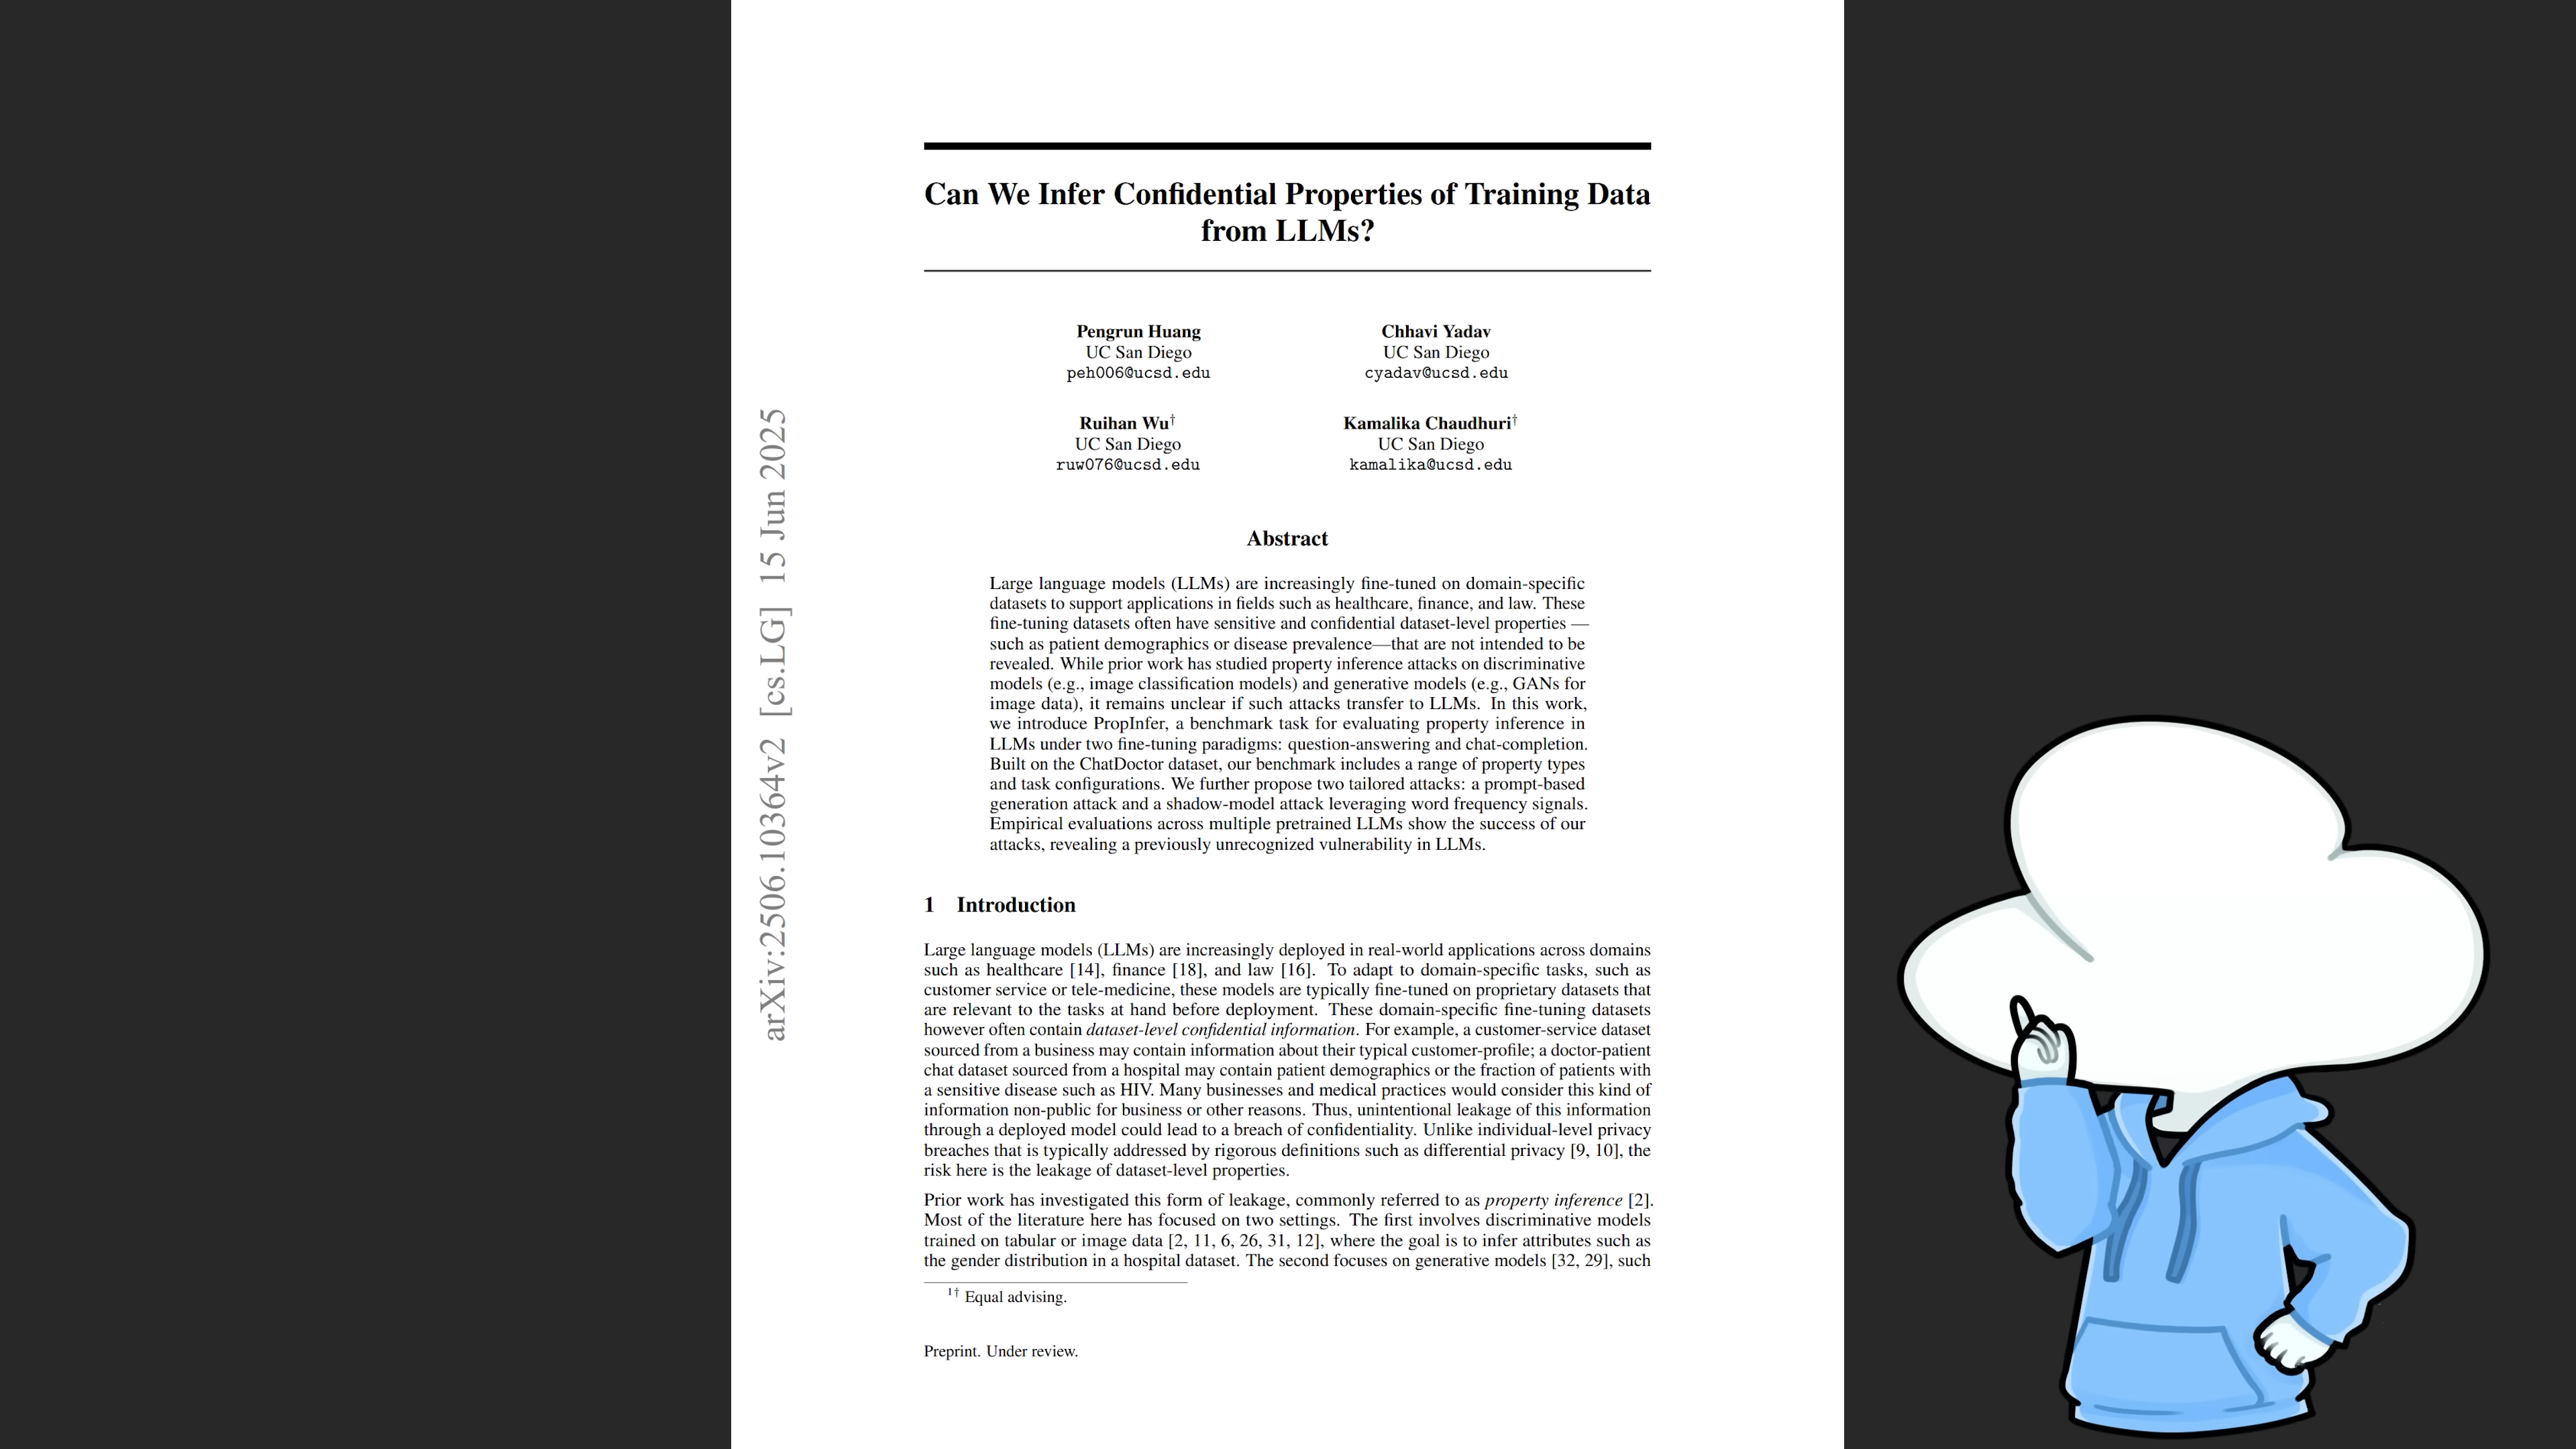 Can We Infer Confidential Properties of Training Data
from LLMs?
Pengrun Huang
UC San Diego
peh006@ucsd.edu
Chhavi Yadav
UC San Diego
cyadav@ucsd.edu
Ruihan Wu†
UC San Diego
ruw076@ucsd.edu
Kamalika Chaudhuri†
UC San Diego
kamalika@ucsd.edu
arXiv:2506.10364v2 [cs.LG] 15 Jun 2025
Abstract
Large language models (LLMs) are increasingly fine-tuned on domain-specific
datasets to support applications in fields such as healthcare, finance, and law. These
fine-tuning datasets often have sensitive and confidential dataset-level properties —
such as patient demographics or disease prevalence—that are not intended to be
revealed. While prior work has studied property inference attacks on discriminative
models (e.g., image classification models) and generative models (e.g., GANs for
image data), it remains unclear if such attacks transfer to LLMs. In this work,
we introduce PropInfer, a benchmark task for evaluating property inference in
LLMs under two fine-tuning paradigms: question-answering and chat-completion.
Built on the ChatDoctor dataset, our benchmark includes a range of property types
and task configurations. We further propose two tailored attacks: a prompt-based
generation attack and a shadow-model attack leveraging word frequency signals.
Empirical evaluations across multiple pretrained LLMs show the success of our
attacks, revealing a previously unrecognized vulnerability in LLMs.
1 Introduction
Large language models (LLMs) are increasingly deployed in real-world applications across domains
such as healthcare [14], finance [18], and law [16]. To adapt to domain-specific tasks, such as
customer service or tele-medicine, these models are typically fine-tuned on proprietary datasets that
are relevant to the tasks at hand before deployment. These domain-specific fine-tuning datasets
however often contain dataset-level confidential information. For example, a customer-service dataset
sourced from a business may contain information about their typical customer-profile; a doctor-patient
chat dataset sourced from a hospital may contain patient demographics or the fraction of patients with
a sensitive disease such as HIV. Many businesses and medical practices would consider this kind of
information non-public for business or other reasons. Thus, unintentional leakage of this information
through a deployed model could lead to a breach of confidentiality. Unlike individual-level privacy
breaches that is typically addressed by rigorous definitions such as differential privacy [9, 10], the
risk here is the leakage of dataset-level properties.
Prior work has investigated this form of leakage, commonly referred to as property inference [2].
Most of the literature here has focused on two settings. The first involves discriminative models
trained on tabular or image data [2, 11, 6, 26, 31, 12], where the goal is to infer attributes such as
the gender distribution in a hospital dataset. The second focuses on generative models [32, 29], such
1† Equal advising.
Preprint. Under review.